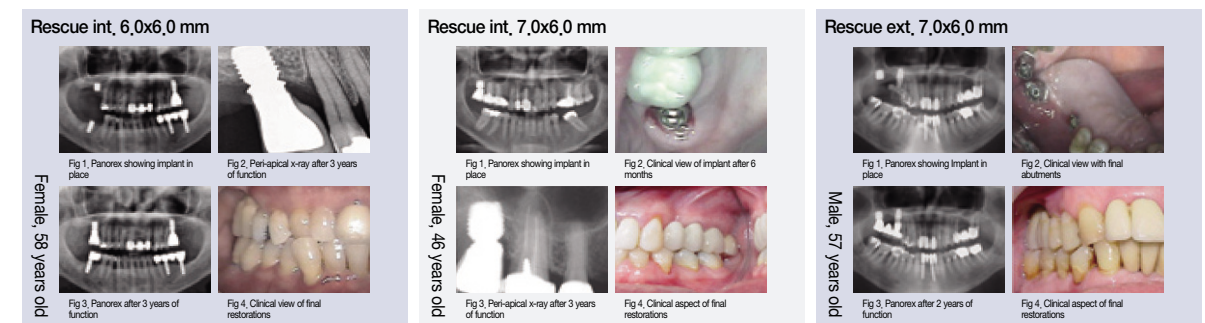 Rescue int. 6.0x6.0 mm
Fig 1. Panorex showing implant in
place
Fig 2. Peri-apical x-ray after 3 years
of function
Female, 58 years old
Fig 3. Panorex after 3 years of
function
Fig 4. Clinical view of final
restorations
Rescue int. 7.0x6.0 mm
Fig 1. Panorex showing implant in
place
Fig 2. Clinical view of implant after 6
months
Female, 46 years old
Fig 3. Peri-apical x-ray after 3 years
of function
Fig 4. Clinical aspect of final
restorations
Rescue ext. 7.0x6.0 mm
Fig 1. Panorex showing Implant in
place
Fig 2. Clinical view with final
abutments
Male, 57 years old
Fig 3. Panorex after 2 years of
function
Fig 4. Clinical aspect of final
restorations